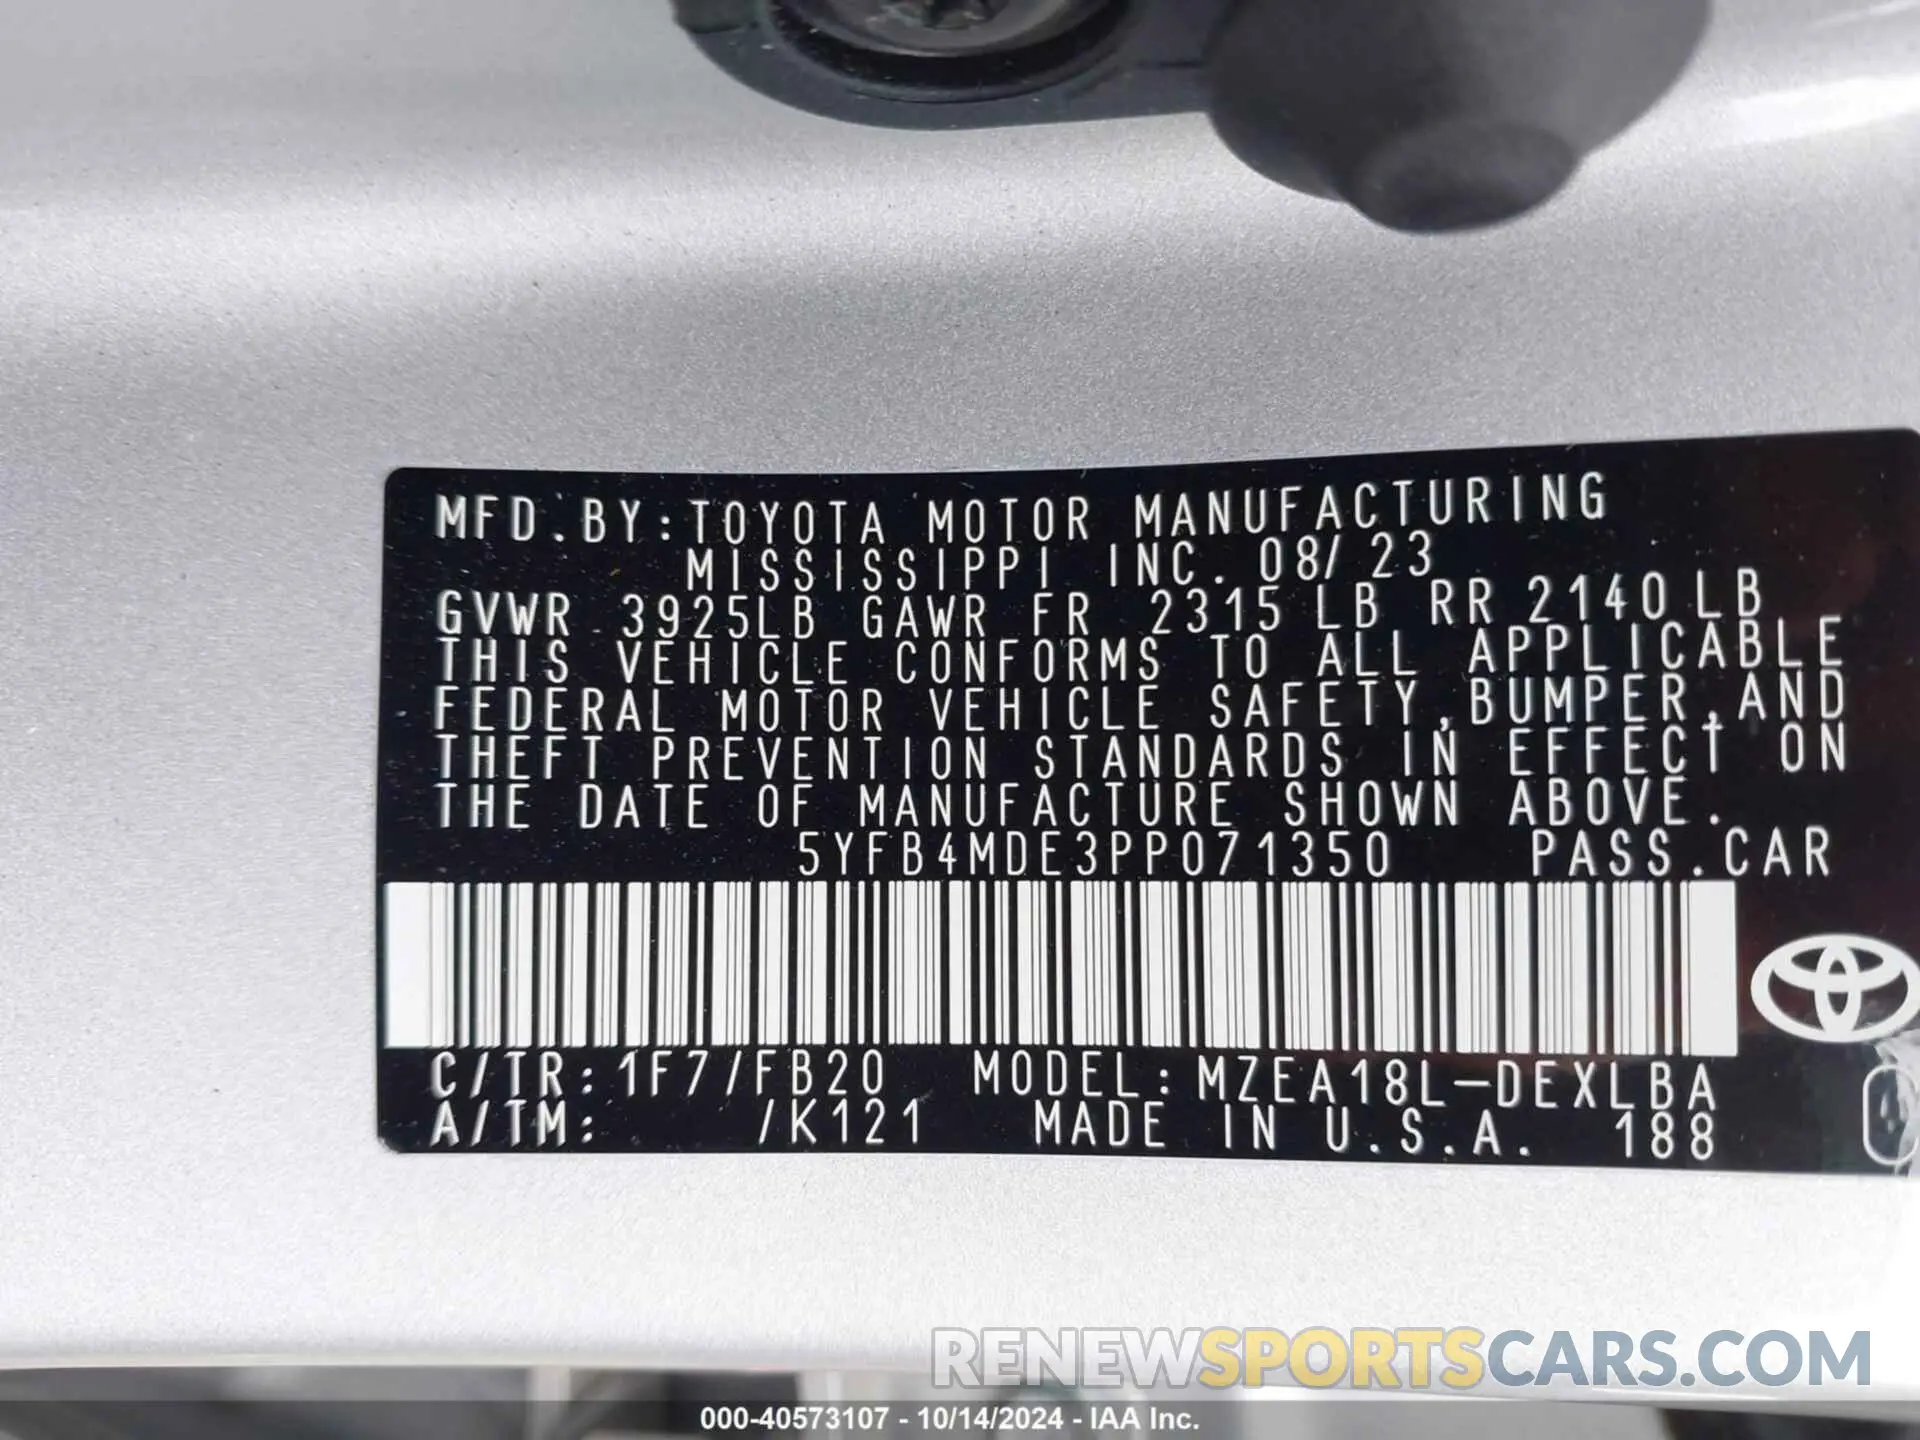 MFD.BY:TOYOTA MOTOR MANUFACTURING
MISSISSIPPI INC. 08/23
GVWR 3925LB GAWR FR 2315LB RR 2140LB
THIS VEHICLE CONFORMS TO ALL APPLICABLE
FEDERAL MOTOR VEHICLE SAFETY,BUMPER,AND
THEFT PREVENTION STANDARDS IN EFFECT ON
THE DATE OF MANUFACTURE SHOWN ABOVE.
5YFB4MDE3PP071350 PASS.CAR
C/TR:1F7/FB20 MODEL:MZEA18L-DEXLBA
A/TM: /K121 MADE IN U.S.A. 188
RENEWSPORTSCARS.COM
000-40573107 - 10/14/2024 - IAA Inc.